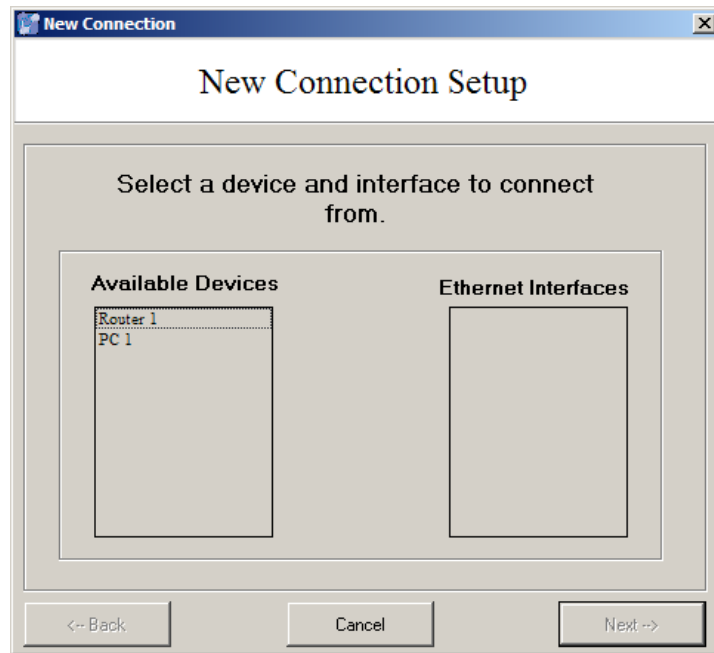 New Connection
New Connection Setup
Select a device and interface to connect
from.
Available Devices
Ethernet Interfaces
Router 1
PC 1
<-- Back
Cancel
Next -->